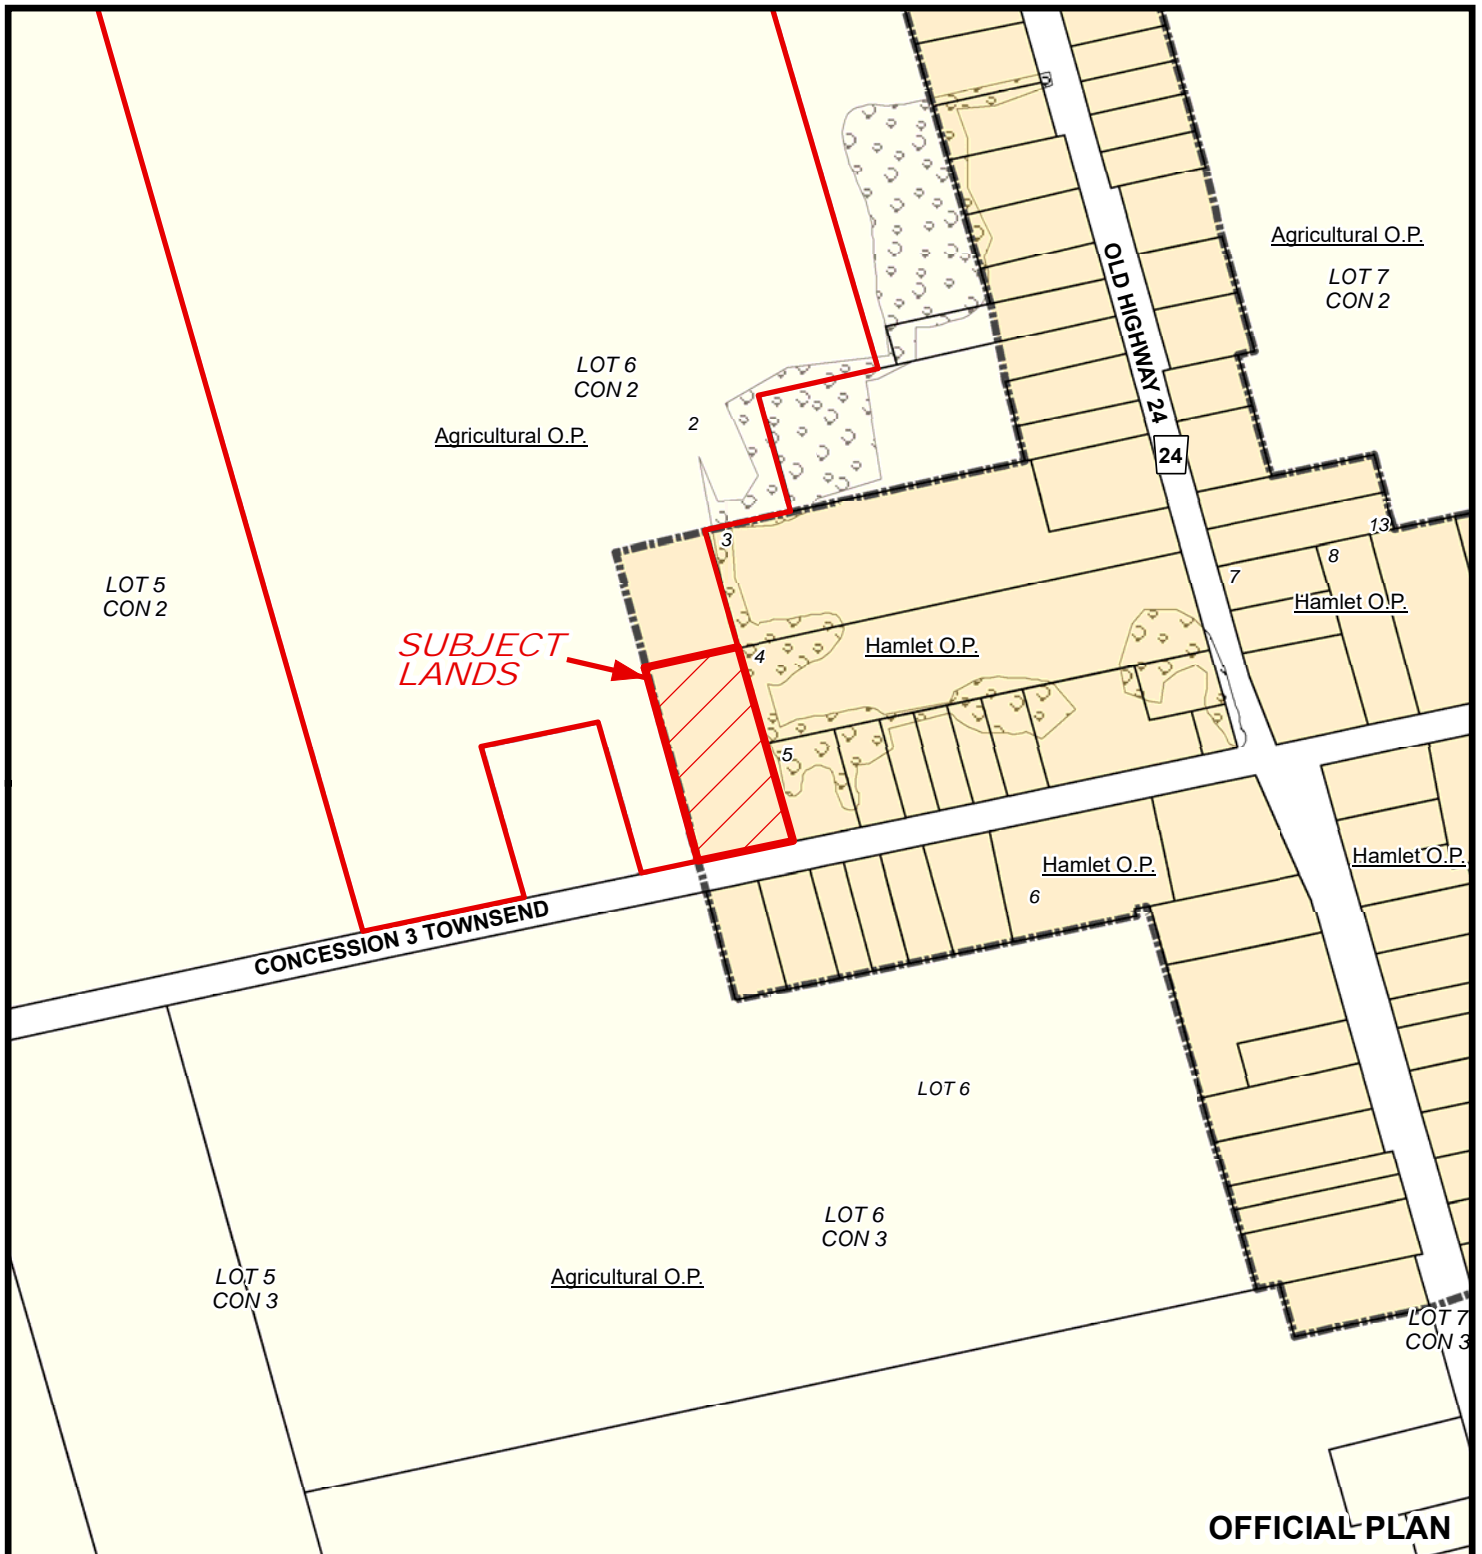 OLD HIGHWAY 24
Agricultural O.P.
LOT 7
CON 2
LOT 6
CON 2
2
Agricultural O.P.
24
13
3
8
7
LOT 5
CON 2
Hamlet O.P.
SUBJECT
LANDS
Hamlet O.P.
4
5
Hamlet O.P.
Hamlet O.P.
6
CONCESSION 3 TOWNSEND
LOT 6
LOT 6
CON 3
LOT 5
CON 3
Agricultural O.P.
LOT 7
CON 3
OFFICIAL PLAN